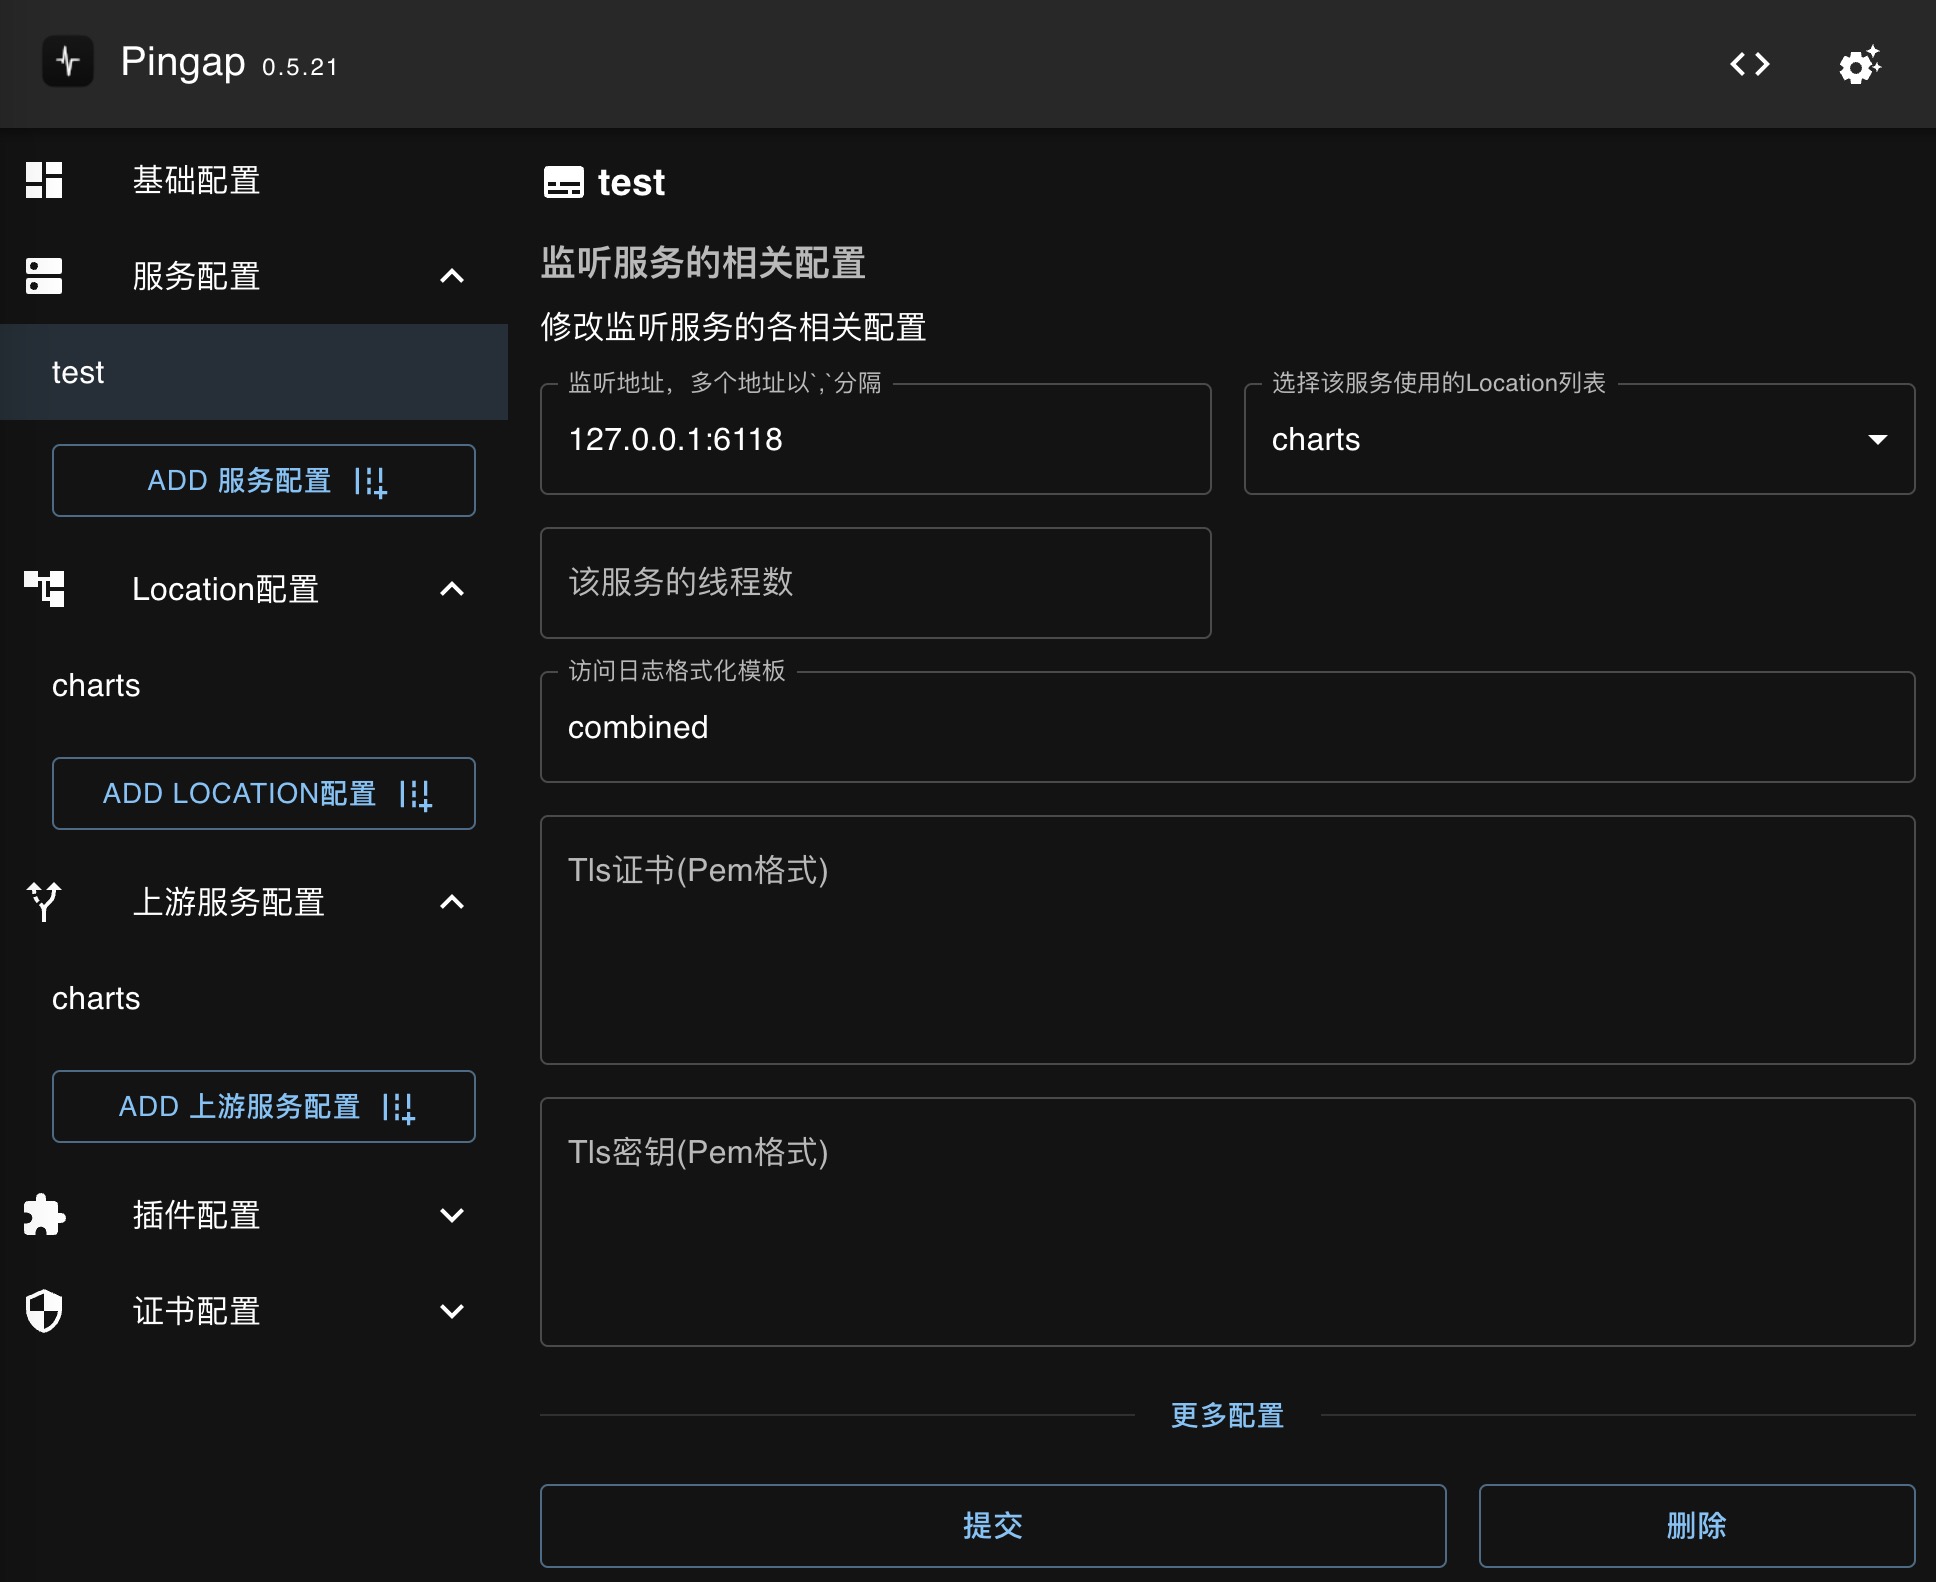 Pingap 0.5.21
基础配置
服务配置
test
ADD 服务配置
Location配置
charts
ADD LOCATION配置
上游服务配置
charts
ADD 上游服务配置
插件配置
证书配置
test
监听服务的相关配置
修改监听服务的各相关配置
监听地址，多个地址以`,`分隔
127.0.0.1:6118
选择该服务使用的Location列表
charts
该服务的线程数
访问日志格式化模板
combined
Tls证书(Pem格式)
Tls密钥(Pem格式)
更多配置
提交
删除